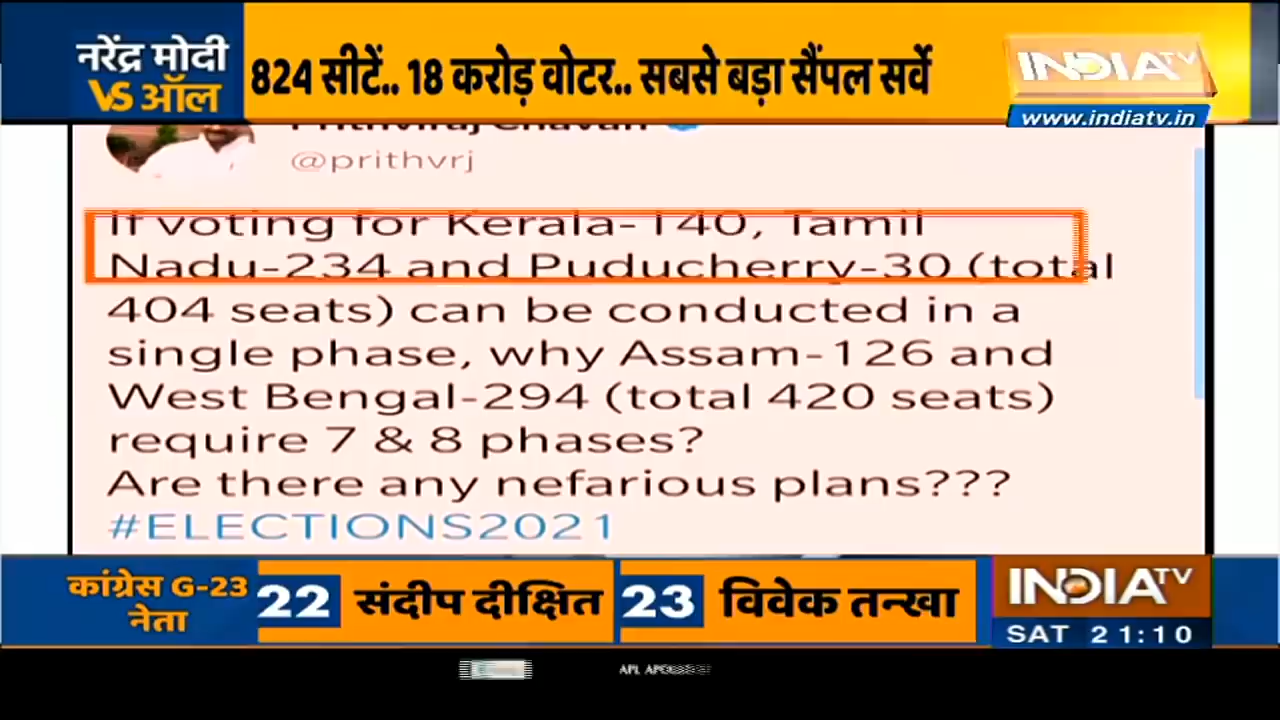 नरेंद्र मोदी
VS ऑल
824 सीटें.. 18 करोड़ वोटर.. सबसे बड़ा सैंपल सर्वे
INDIA TV
www.indiatv.in
Prithviraj Chavan
@prithvrj
If voting for Kerala-140, Tamil
Nadu-234 and Puducherry-30 (total
404 seats) can be conducted in a
single phase, why Assam-126 and
West Bengal-294 (total 420 seats)
require 7 & 8 phases?
Are there any nefarious plans???
#ELECTIONS2021
कांग्रेस G-23
नेता
22 संदीप दीक्षित 23 विवेक तन्खा
INDIA TV
SAT 21:10